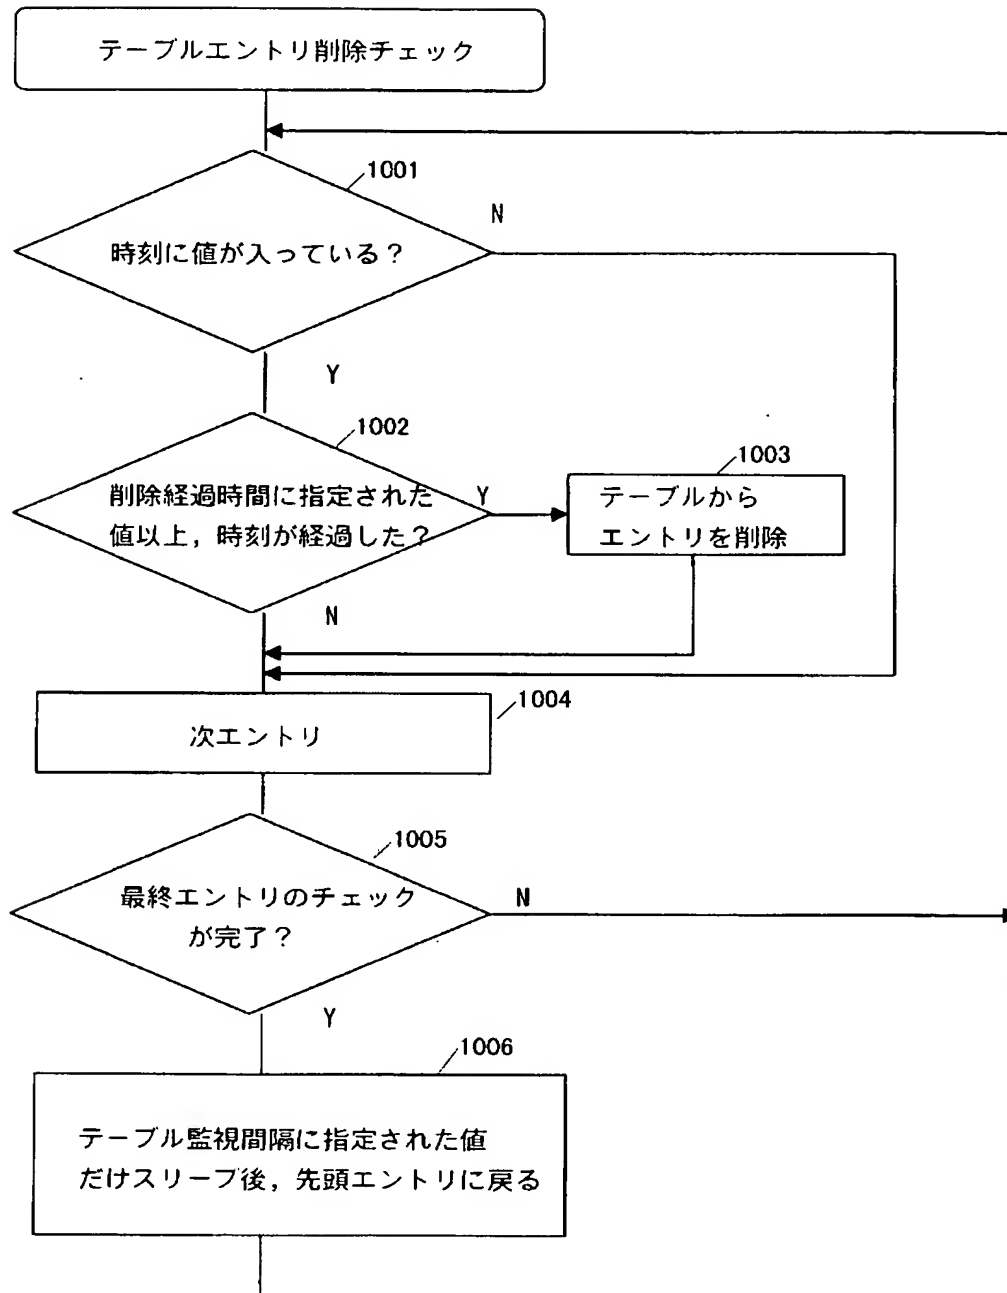 テーブルエントリ削除チェック
1001
N
時刻に値が入っている？
Y
1002
1003
削除経過時間に指定された
値以上，時刻が経過した？
Y
テーブルから
エントリを削除
N
1004
次エントリ
1005
最終エントリのチェック
が完了？
N
Y
1006
テーブル監視間隔に指定された値
だけスリープ後，先頭エントリに戻る